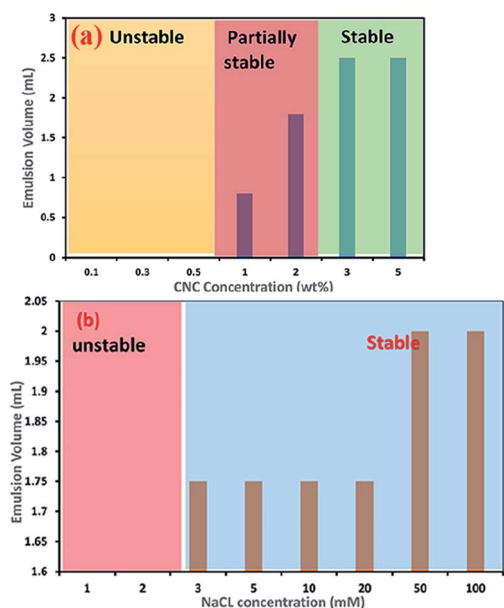 3
(a)
Unstable
Partially
stable
Stable
2.5
2
1.5
1
0.5
0
Emulsion Volume (mL)
0.1 0.3 0.5 1 2 3 5
CNC Concentration (wt%)
2.05
(b)
unstable
Stable
2
1.95
1.9
1.85
1.8
1.75
1.7
1.65
1.6
Emulsion Volume (mL)
1 2 3 5 10 20 50 100
NaCL concentration (mM)